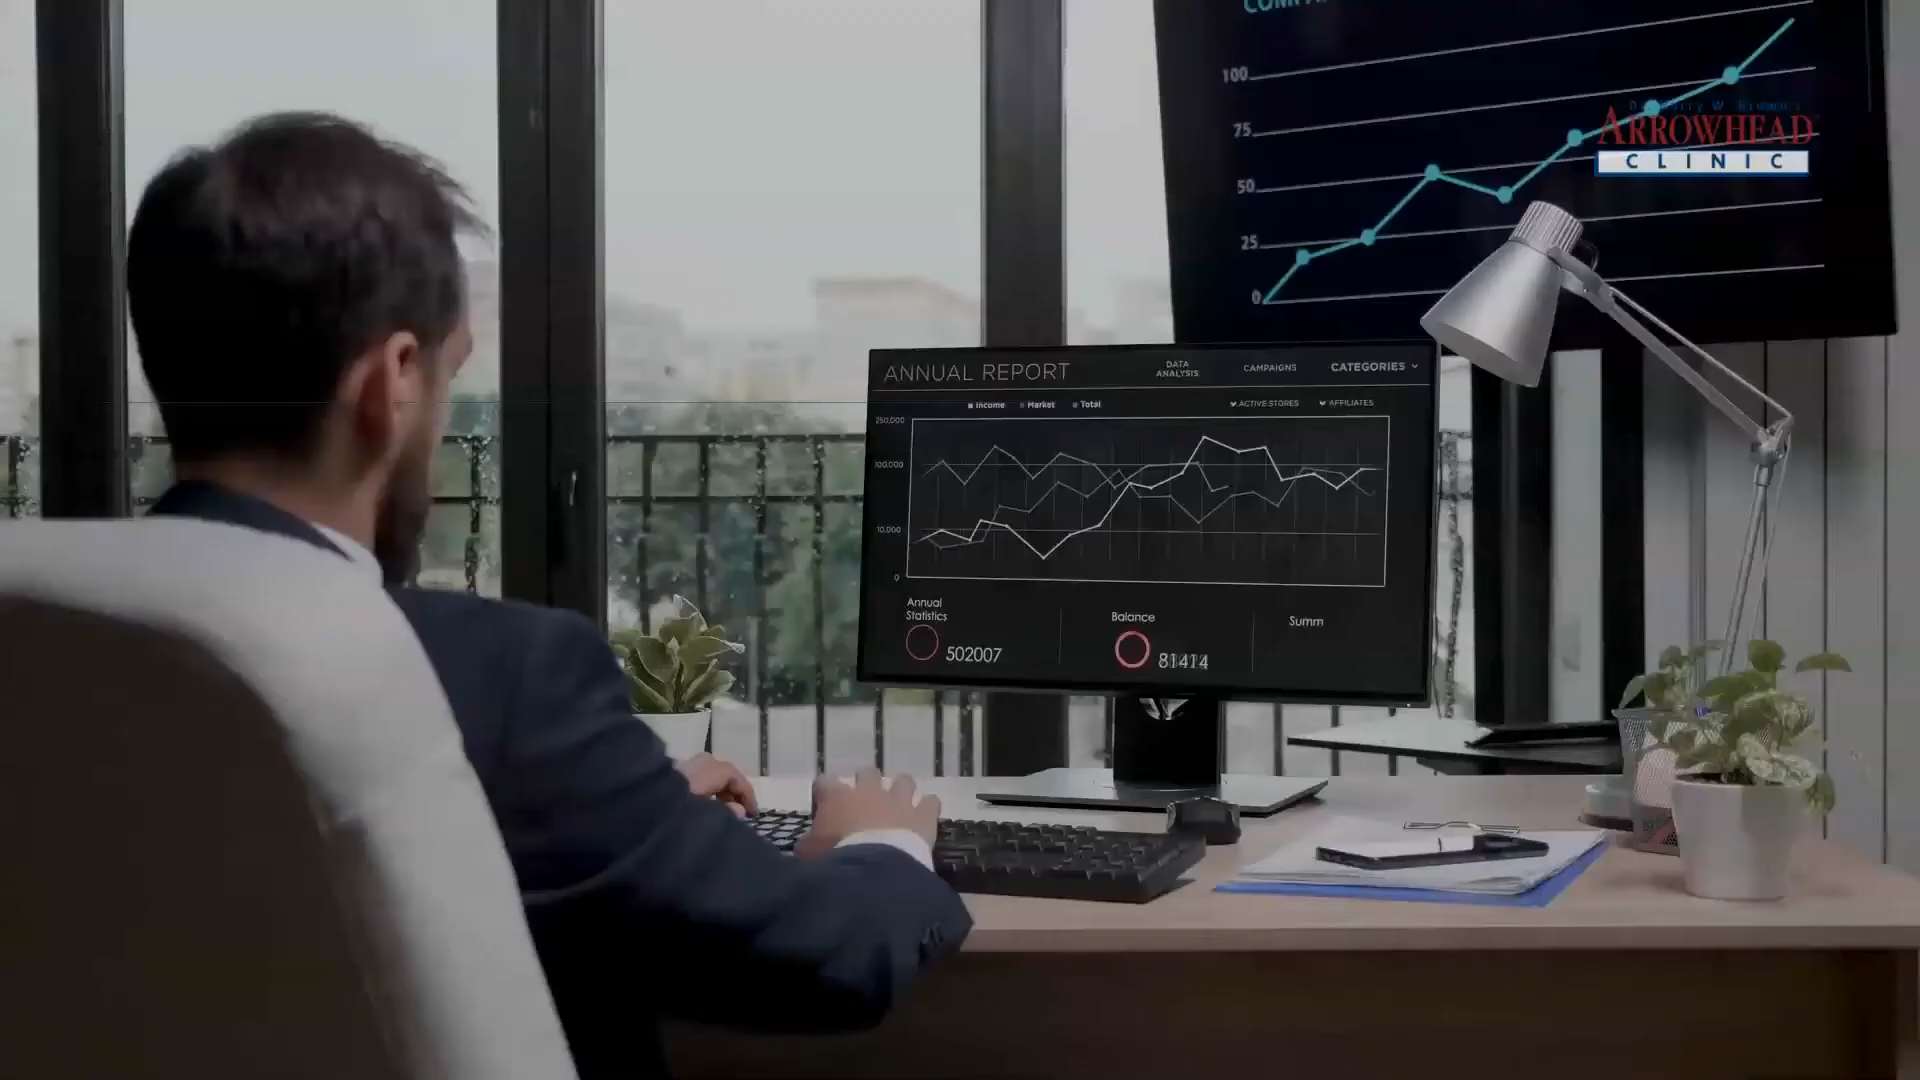 100
75
50
25
0
ARROWHEAD
CLINIC
ANNUAL REPORT
DATA
ANALYSIS
CAMPAIGNS
CATEGORIES
Income
Market
Total
ACTIVE STORES
AFFILIATES
250,000
100,000
10,000
0
Annual
Statistics
502007
Balance
Summ